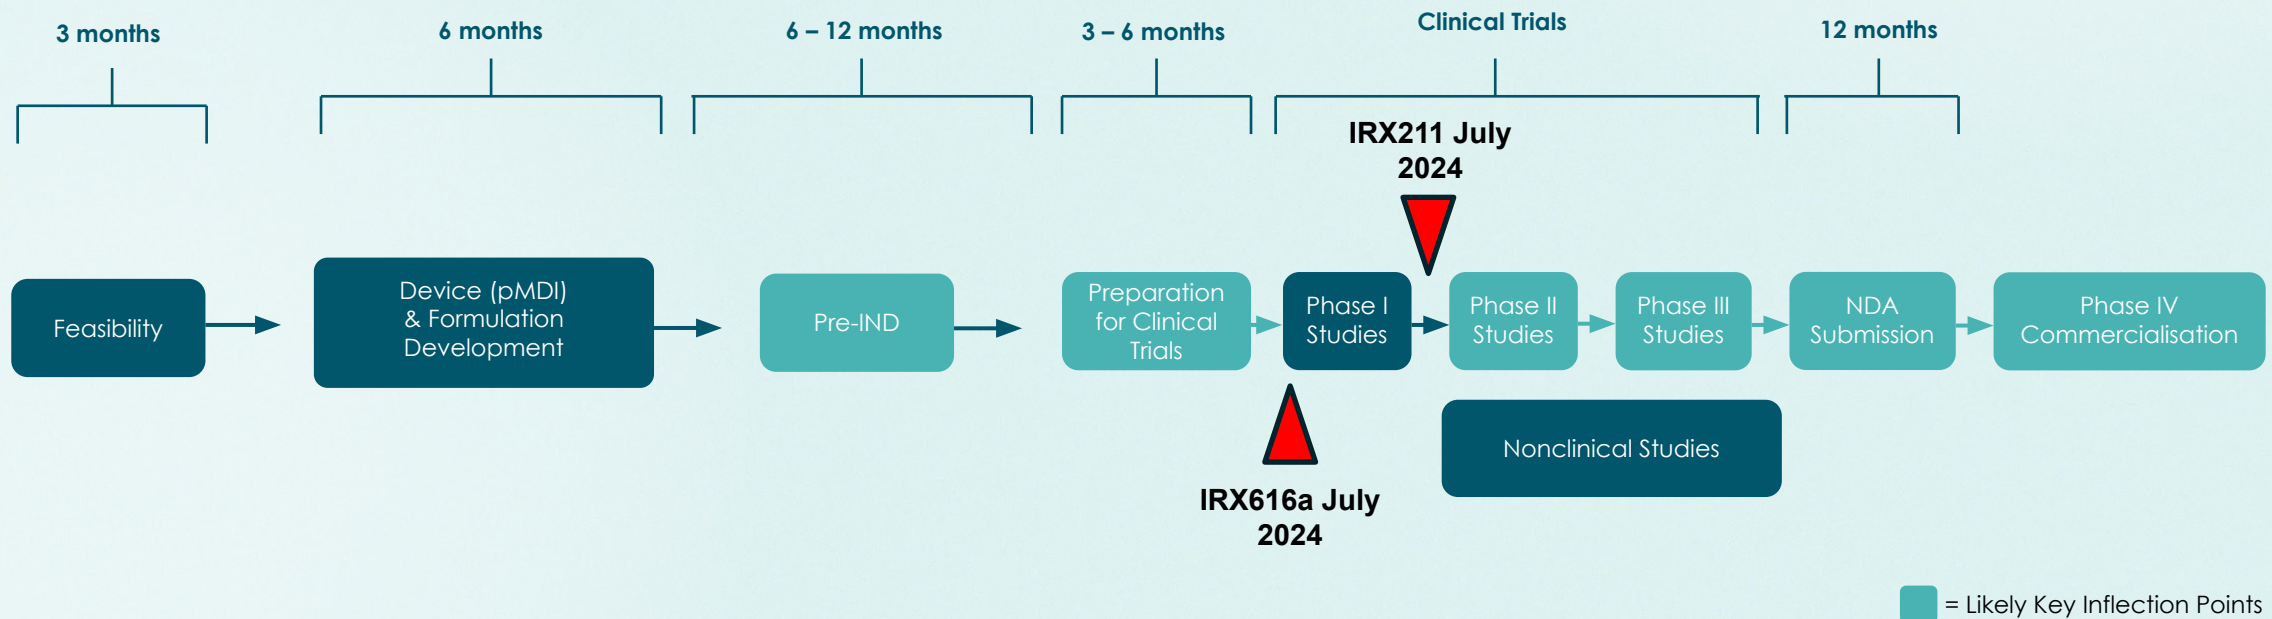 3 months
6 months
6 – 12 months
3 – 6 months
Clinical Trials
12 months
IRX211 July
2024
Feasibility
Device (pMDI)
& Formulation
Development
Pre-IND
Preparation
for Clinical
Trials
Phase I
Studies
Phase II
Studies
Phase III
Studies
NDA
Submission
Phase IV
Commercialisation
Nonclinical Studies
IRX616a July
2024
= Likely Key Inflection Points